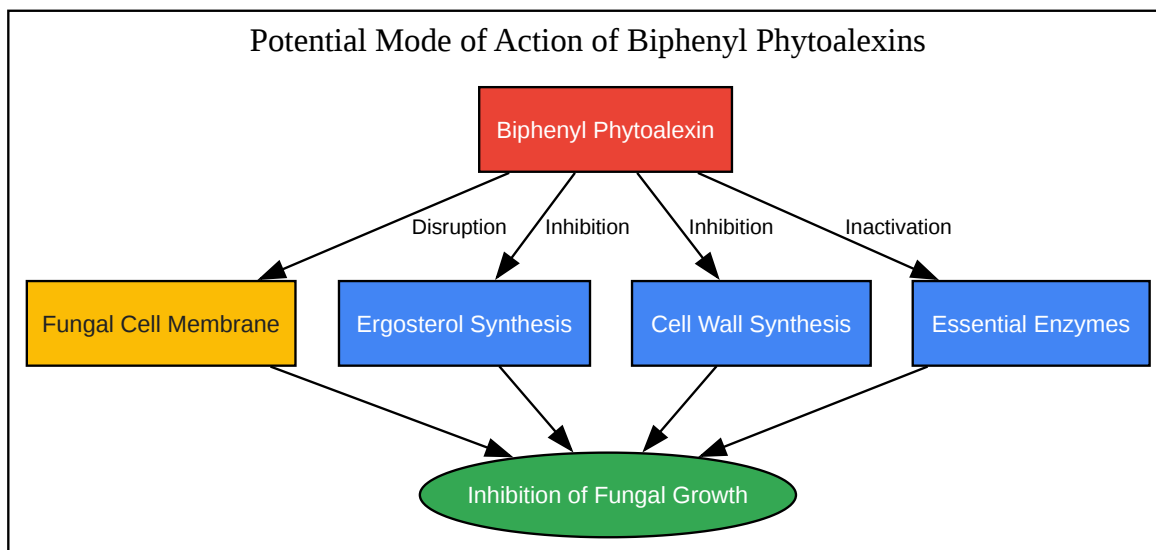 Potential Mode of Action of Biphenyl Phytoalexins
Biphenyl Phytoalexin
Disruption
Inhibition
Inhibition
Inactivation
Fungal Cell Membrane
Ergosterol Synthesis
Cell Wall Synthesis
Essential Enzymes
Inhibition of Fungal Growth